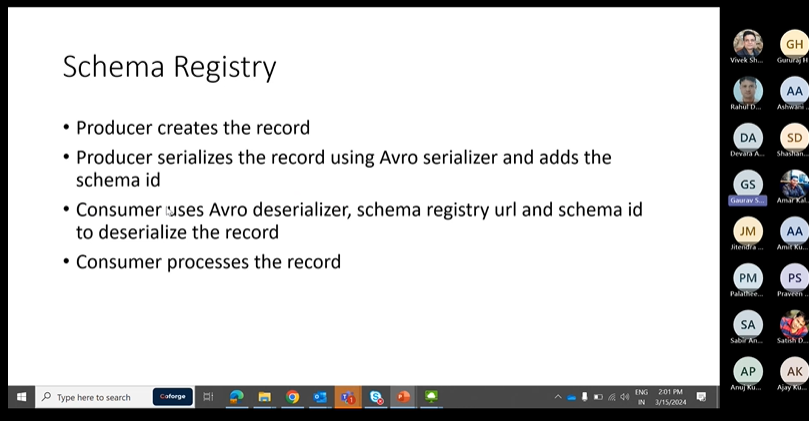 Schema Registry
• Producer creates the record
• Producer serializes the record using Avro serializer and adds the
schema id
• Consumer uses Avro deserializer, schema registry url and schema id
to deserialize the record
• Consumer processes the record
Vivek Sh...
GH
Gururaj H
Rahul D...
AA
Ashwani...
DA
Devara A...
SD
Shashan...
GS
Gaurav S...
Amar Kal...
JM
Jitendra ...
AA
Amit Ku...
PM
Palathee...
PS
Praveen ...
SA
Sabir An...
Satish D...
AP
Anuj Ku...
AK
Ajay Ku...
Type here to search
Coforge
ENG
IN
2:01 PM
3/15/2024